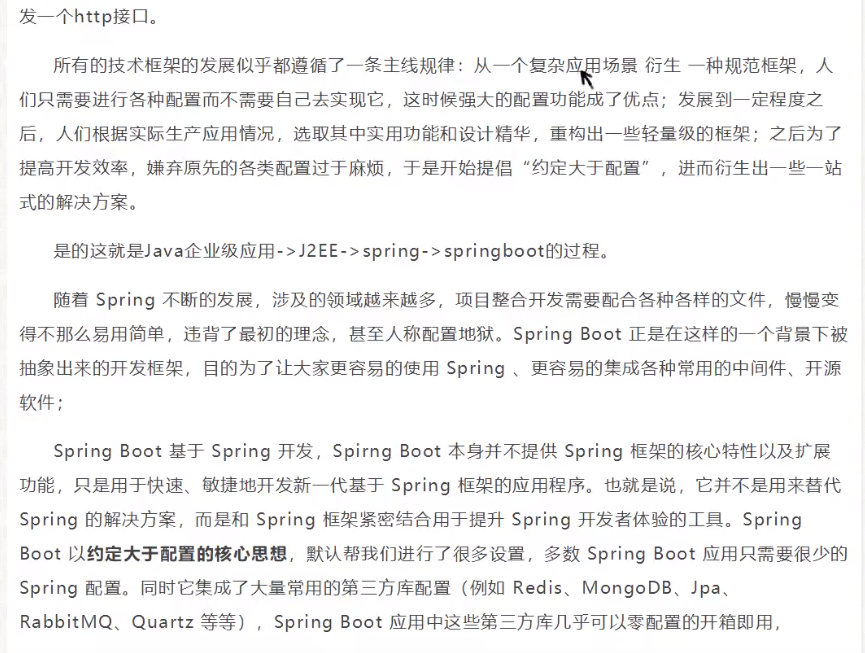 发一个http接口。
所有的技术框架的发展似乎都遵循了一条主线规律：从一个复杂应用场景 衍生 一种规范框架，人
们只需要进行各种配置而不需要自己去实现它，这时候强大的配置功能成了优点；发展到一定程度之
后，人们根据实际生产应用情况，选取其中实用功能和设计精华，重构出一些轻量级的框架；之后为了
提高开发效率，嫌弃原先的各类配置过于麻烦，于是开始提倡“约定大于配置”，进而衍生出一些一站
式的解决方案。
是的这就是Java企业级应用->J2EE->spring->springboot的过程。
随着 Spring 不断的发展，涉及的领域越来越多，项目整合开发需要配合各种各样的文件，慢慢变
得不那么易用简单，违背了最初的理念，甚至人称配置地狱。Spring Boot 正是在这样的一个背景下被
抽象出来的开发框架，目的为了让大家更容易的使用 Spring 、更容易的集成各种常用的中间件、开源
软件；
Spring Boot 基于 Spring 开发，Spirng Boot 本身并不提供 Spring 框架的核心特性以及扩展
功能，只是用于快速、敏捷地开发新一代基于 Spring 框架的应用程序。也就是说，它并不是用来替代
Spring 的解决方案，而是和 Spring 框架紧密结合用于提升 Spring 开发者体验的工具。Spring
Boot 以约定大于配置的核心思想，默认帮我们进行了很多设置，多数 Spring Boot 应用只需要很少的
Spring 配置。同时它集成了大量常用的第三方库配置（例如 Redis、MongoDB、Jpa、
RabbitMQ、Quartz 等等），Spring Boot 应用中这些第三方库几乎可以零配置的开箱即用，